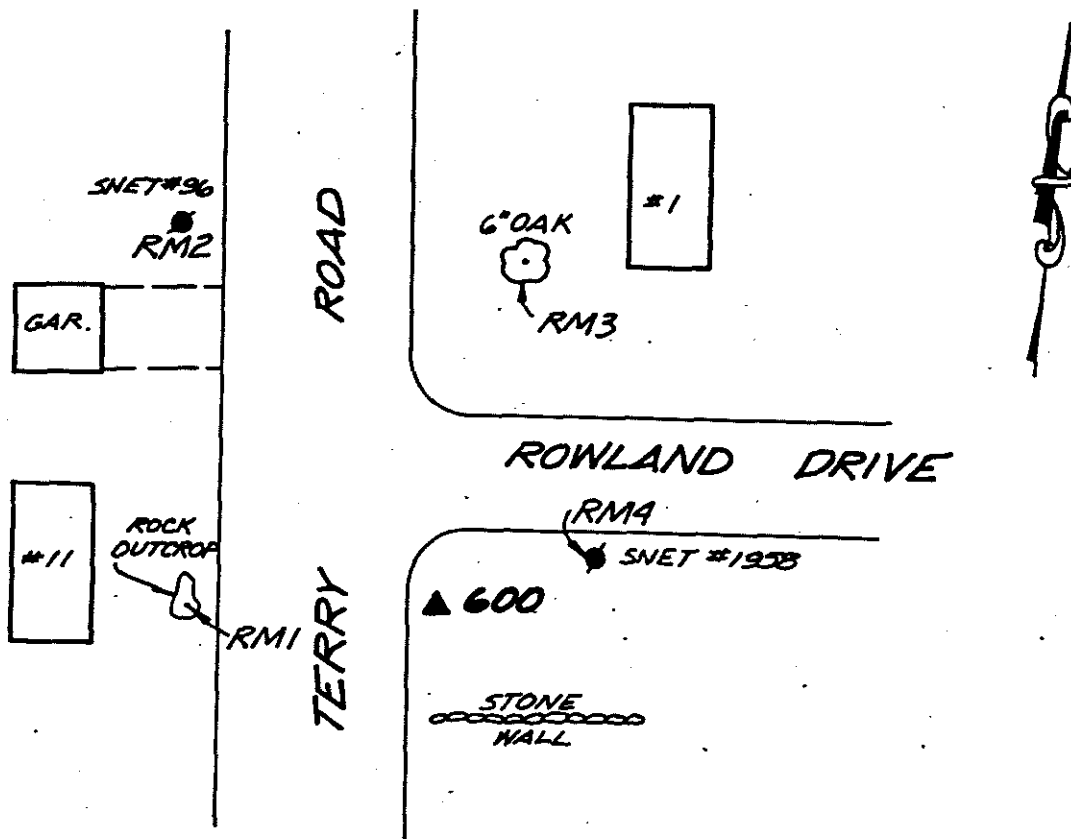 SNET #96
RM2
ROAD
#1
6" OAK
RM3
GAR.
ROWLAND DRIVE
RM4
ROCK
OUTCROP
#11
SNET #1958
600
RM1
TERRY
STONE
WALL